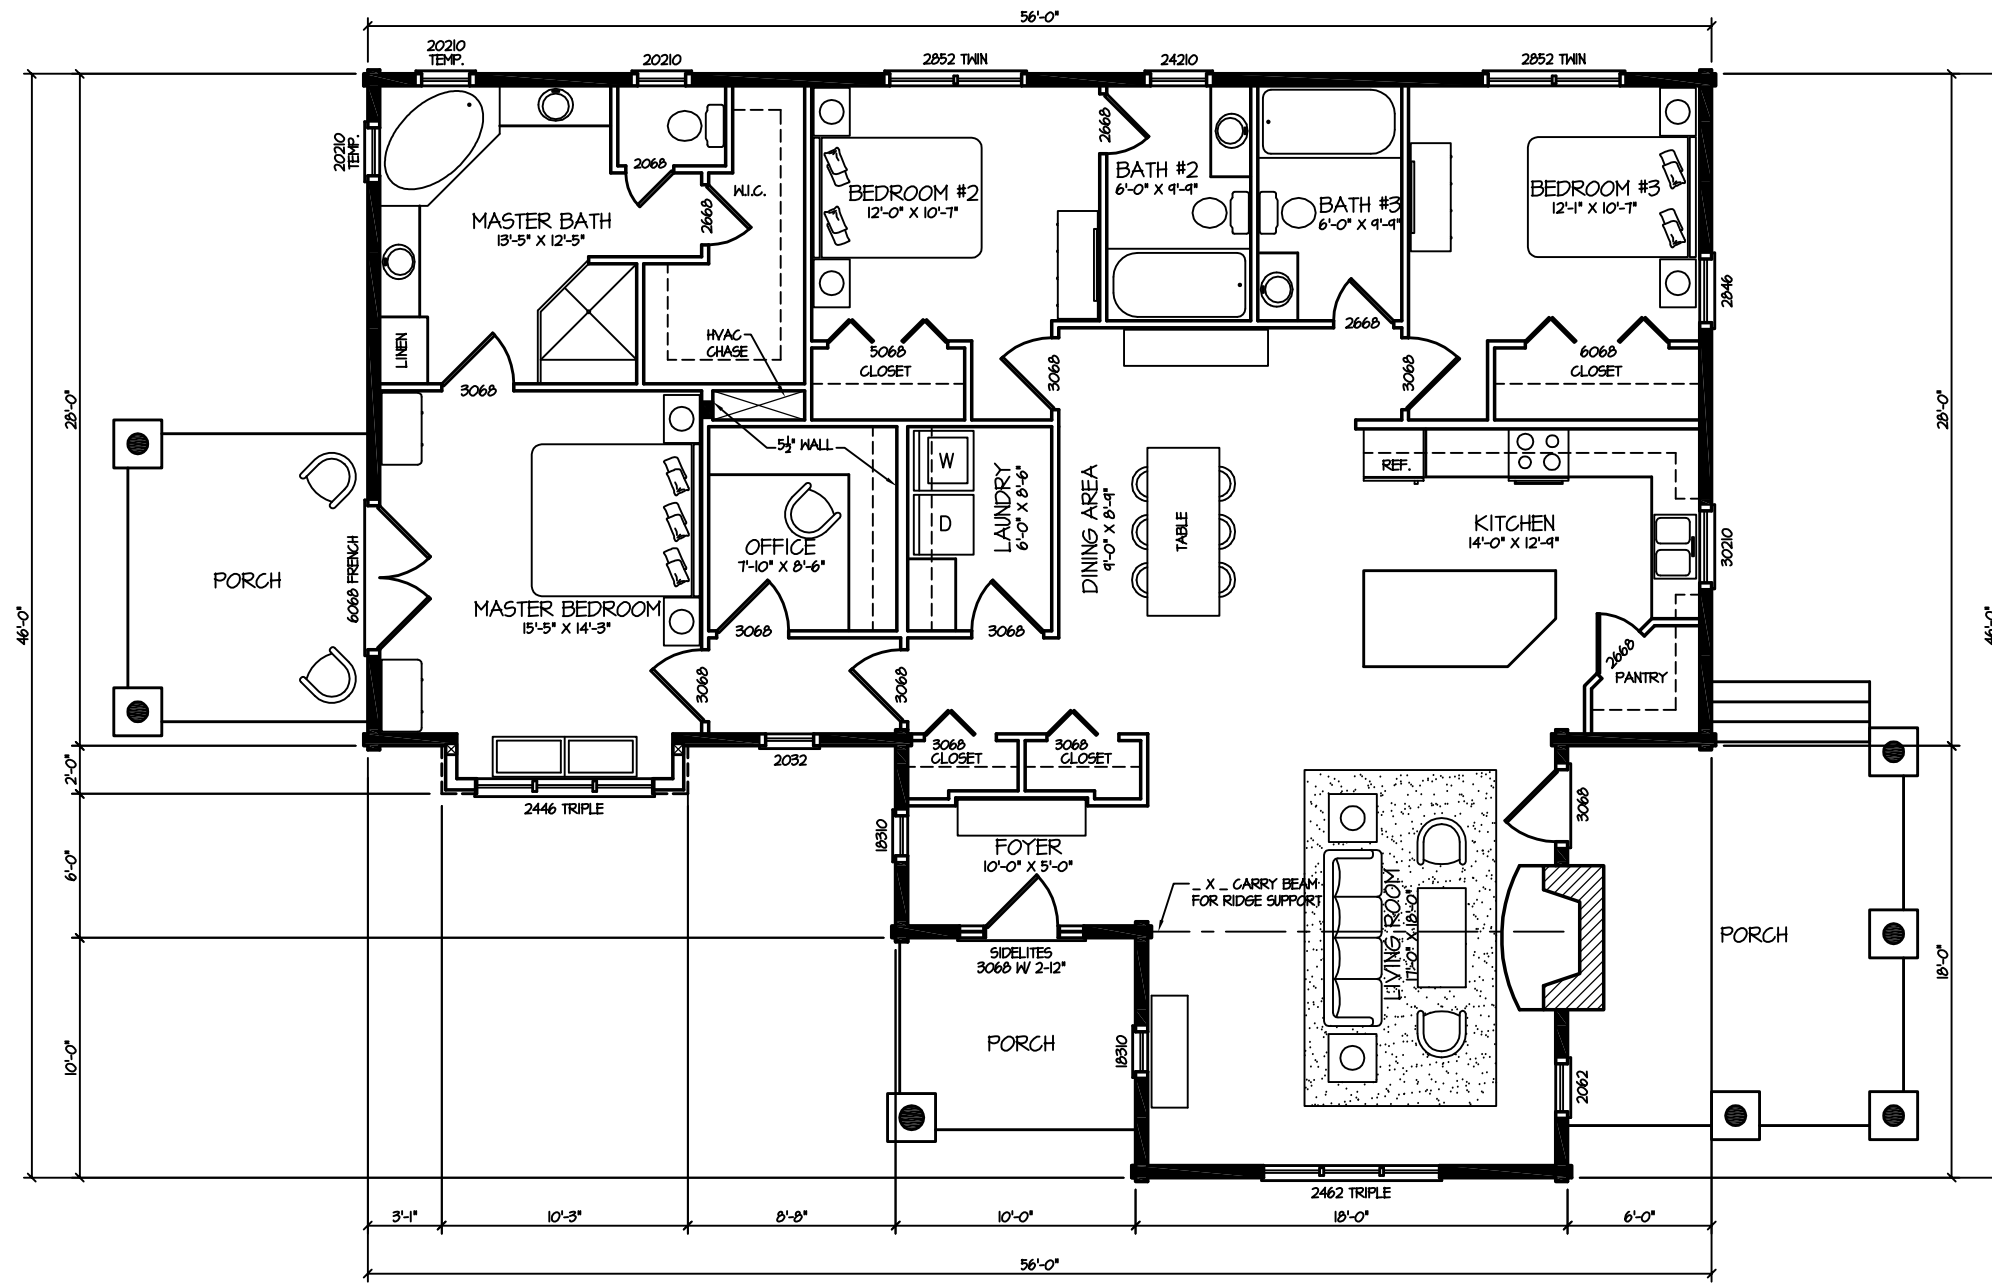 56'-0"
20210
TEMP.
20210
2852 TWIN
24210
2852 TWIN
20210
TEMP.
2068
W.I.C.
2668
2668
BATH #2
6'-0" X 9'-9"
BEDROOM #2
12'-0" X 10'-7"
BATH #3
6'-0" X 9'-9"
BEDROOM #3
12'-1" X 10'-7"
MASTER BATH
13'-5" X 12'-5"
2846
LINEN
HVAC
CHASE
2668
5068
CLOSET
3068
3068
6068
CLOSET
3068
28'-0"
28'-0"
5½" WALL
REF.
W
D
LAUNDRY
6'-0" X 8'-6"
DINING AREA
9'-0" X 8'-9"
TABLE
KITCHEN
14'-0" X 12'-9"
30210
OFFICE
7'-10" X 8'-6"
PORCH
6068 FRENCH
MASTER BEDROOM
15'-5" X 14'-3"
46'-0"
46'-0"
3068
3068
2668
PANTRY
3068
3068
2'-0"
2032
3068
CLOSET
3068
CLOSET
2446 TRIPLE
18310
3068
6'-0"
FOYER
10'-0" X 5'-0"
_ X _ CARRY BEAM
FOR RIDGE SUPPORT
LIVING ROOM
17'-0" X 18'-0"
PORCH
SIDELITES
3068 W/ 2-12"
18'-0"
10'-0"
PORCH
18310
2062
2462 TRIPLE
3'-1"
10'-3"
8'-8"
10'-0"
18'-0"
6'-0"
56'-0"